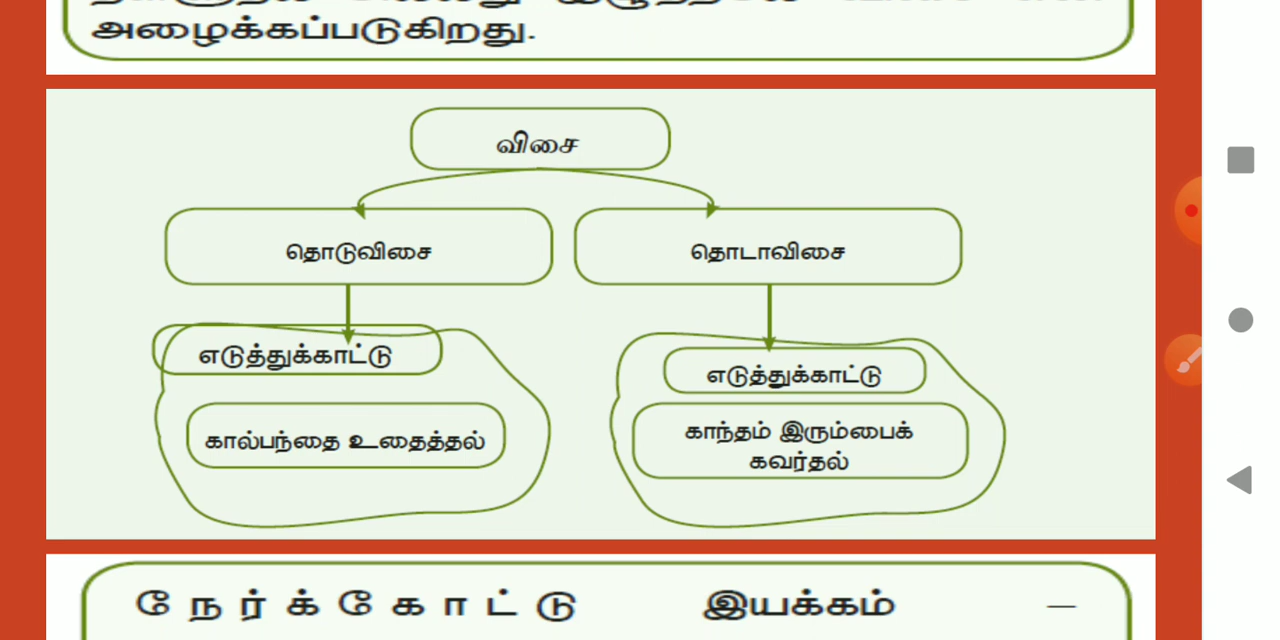 அழைக்கப்படுகிறது.
விசை
தொடுவிசை
தொடாவிசை
எடுத்துக்காட்டு
கால்பந்தை உதைத்தல்
எடுத்துக்காட்டு
காந்தம் இரும்பைக்
கவர்தல்
நேர்க்கோட்டு இயக்கம் –